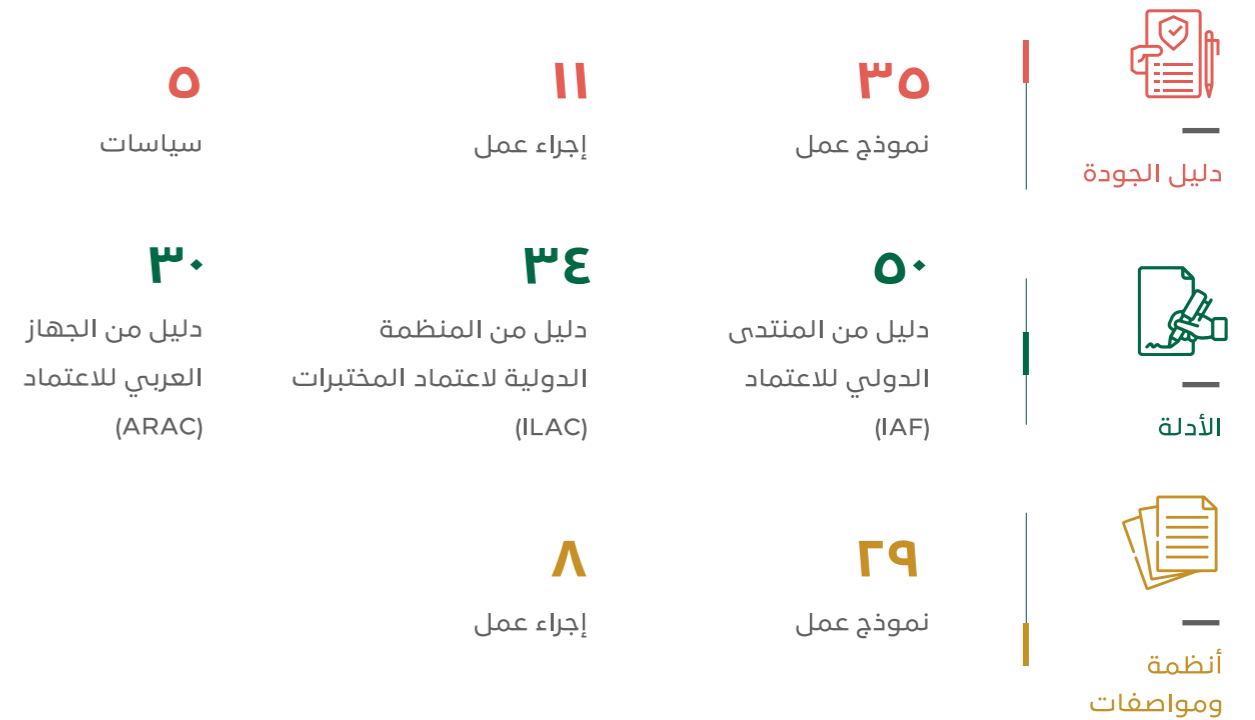 دليل الجودة
٣٥
نموذج عمل
١١
إجراء عمل
٥
سياسات
الأدلة
٥٠
دليل من المنتدى
الدولي للاعتماد
(IAF)
٣٤
دليل من المنظمة
الدولية لاعتماد المختبرات
(ILAC)
٣٠
دليل من الجهاز
العربي للاعتماد
(ARAC)
أنظمة
ومواصفات
٢٩
نموذج عمل
٨
إجراء عمل